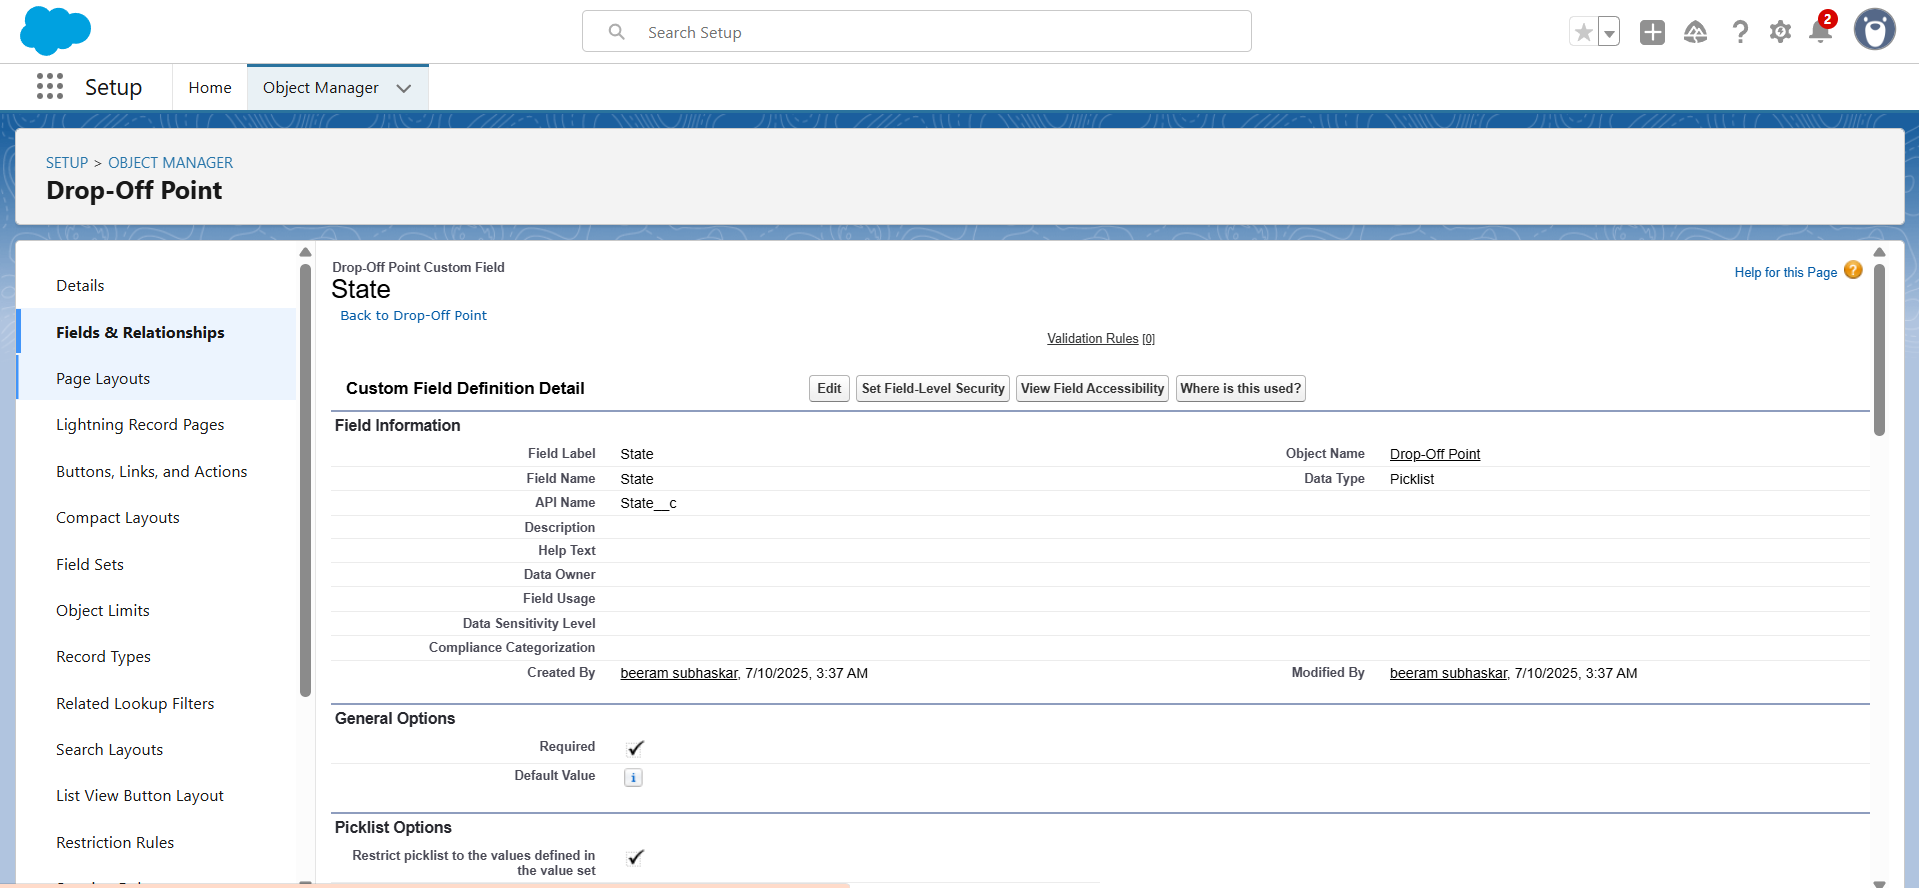 Search Setup
2
Setup
Home
Object Manager
SETUP > OBJECT MANAGER
Drop-Off Point
Details
Fields & Relationships
Page Layouts
Lightning Record Pages
Buttons, Links, and Actions
Compact Layouts
Field Sets
Object Limits
Record Types
Related Lookup Filters
Search Layouts
List View Button Layout
Restriction Rules
Drop-Off Point Custom Field
State
Back to Drop-Off Point
Help for this Page ?
Validation Rules [0]
Custom Field Definition Detail
Edit Set Field-Level Security View Field Accessibility Where is this used?
Field Information
Field Label State Object Name Drop-Off Point
Field Name State Data Type Picklist
API Name State__c
Description
Help Text
Data Owner
Field Usage
Data Sensitivity Level
Compliance Categorization
Created By beeram subhaskar, 7/10/2025, 3:37 AM Modified By beeram subhaskar, 7/10/2025, 3:37 AM
General Options
Required
Default Value i
Picklist Options
Restrict picklist to the values defined in
the value set